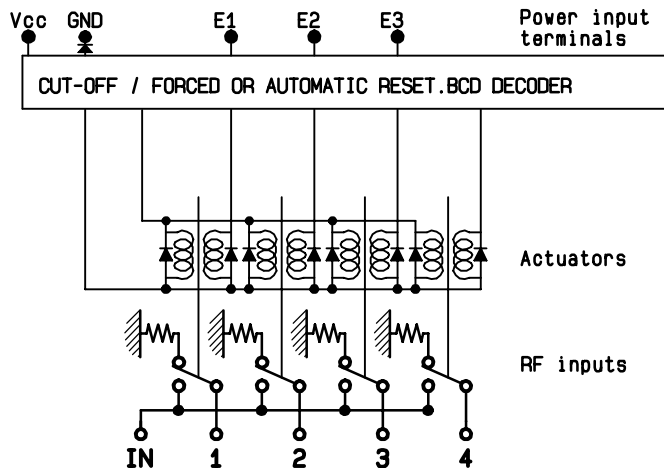 Vcc GND E1 E2 E3 Power input
terminals
CUT-OFF / FORCED OR AUTOMATIC RESET.BCD DECODER
Actuators
RF inputs
IN 1 2 3 4